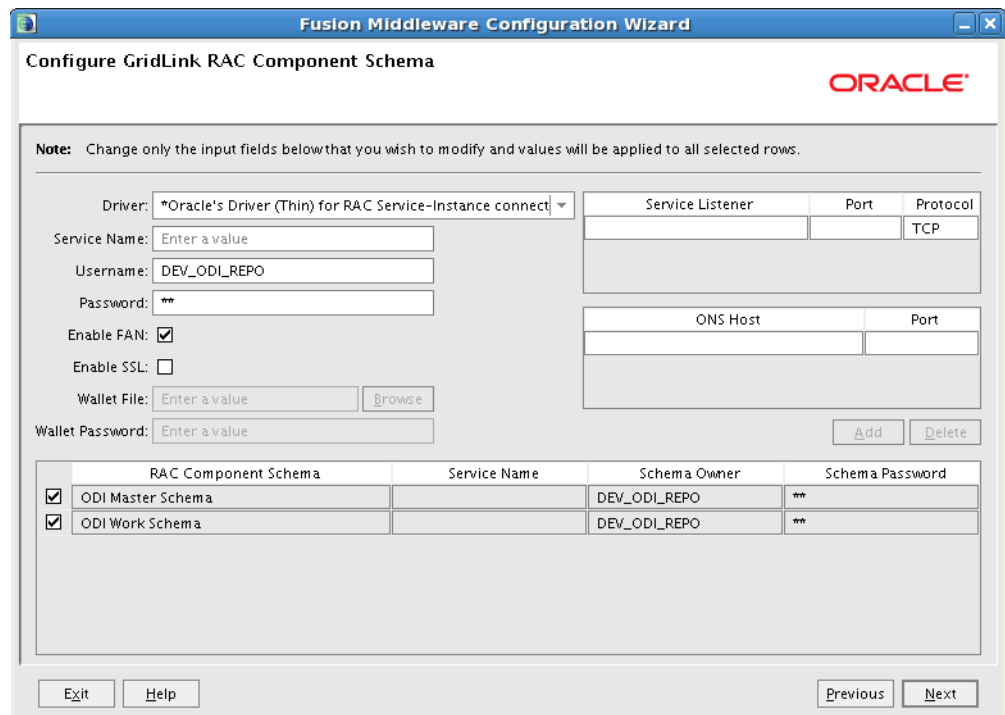 Fusion Middleware Configuration Wizard
Configure GridLink RAC Component Schema
ORACLE
Note: Change only the input fields below that you wish to modify and values will be applied to all selected rows.
Driver: *Oracle's Driver (Thin) for RAC Service-Instance connect
Service Name: Enter a value
Username: DEV_ODI_REPO
Password: **
Enable FAN:
Enable SSL:
Wallet File: Enter a value Browse
Wallet Password: Enter a value
Service Listener Port Protocol
TCP
ONS Host Port
Add Delete
RAC Component Schema Service Name Schema Owner Schema Password
ODI Master Schema DEV_ODI_REPO **
ODI Work Schema DEV_ODI_REPO **
Exit Help Previous Next